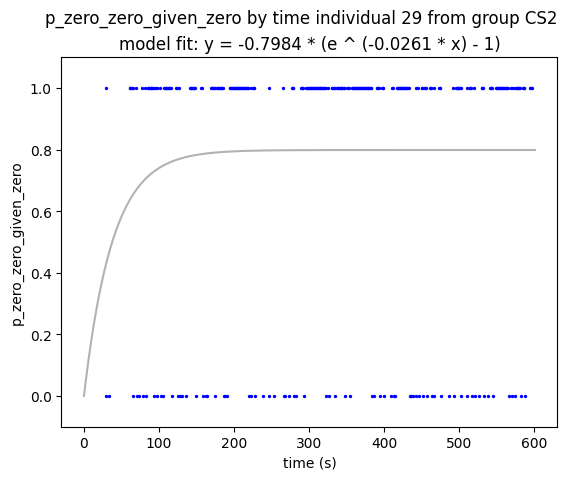 p_zero_zero_given_zero by time individual 29 from group CS2
model fit: y = -0.7984 * (e ^ (-0.0261 * x) - 1)
1.0
0.8
0.6
0.4
0.2
0.0
p_zero_zero_given_zero
0 100 200 300 400 500 600
time (s)